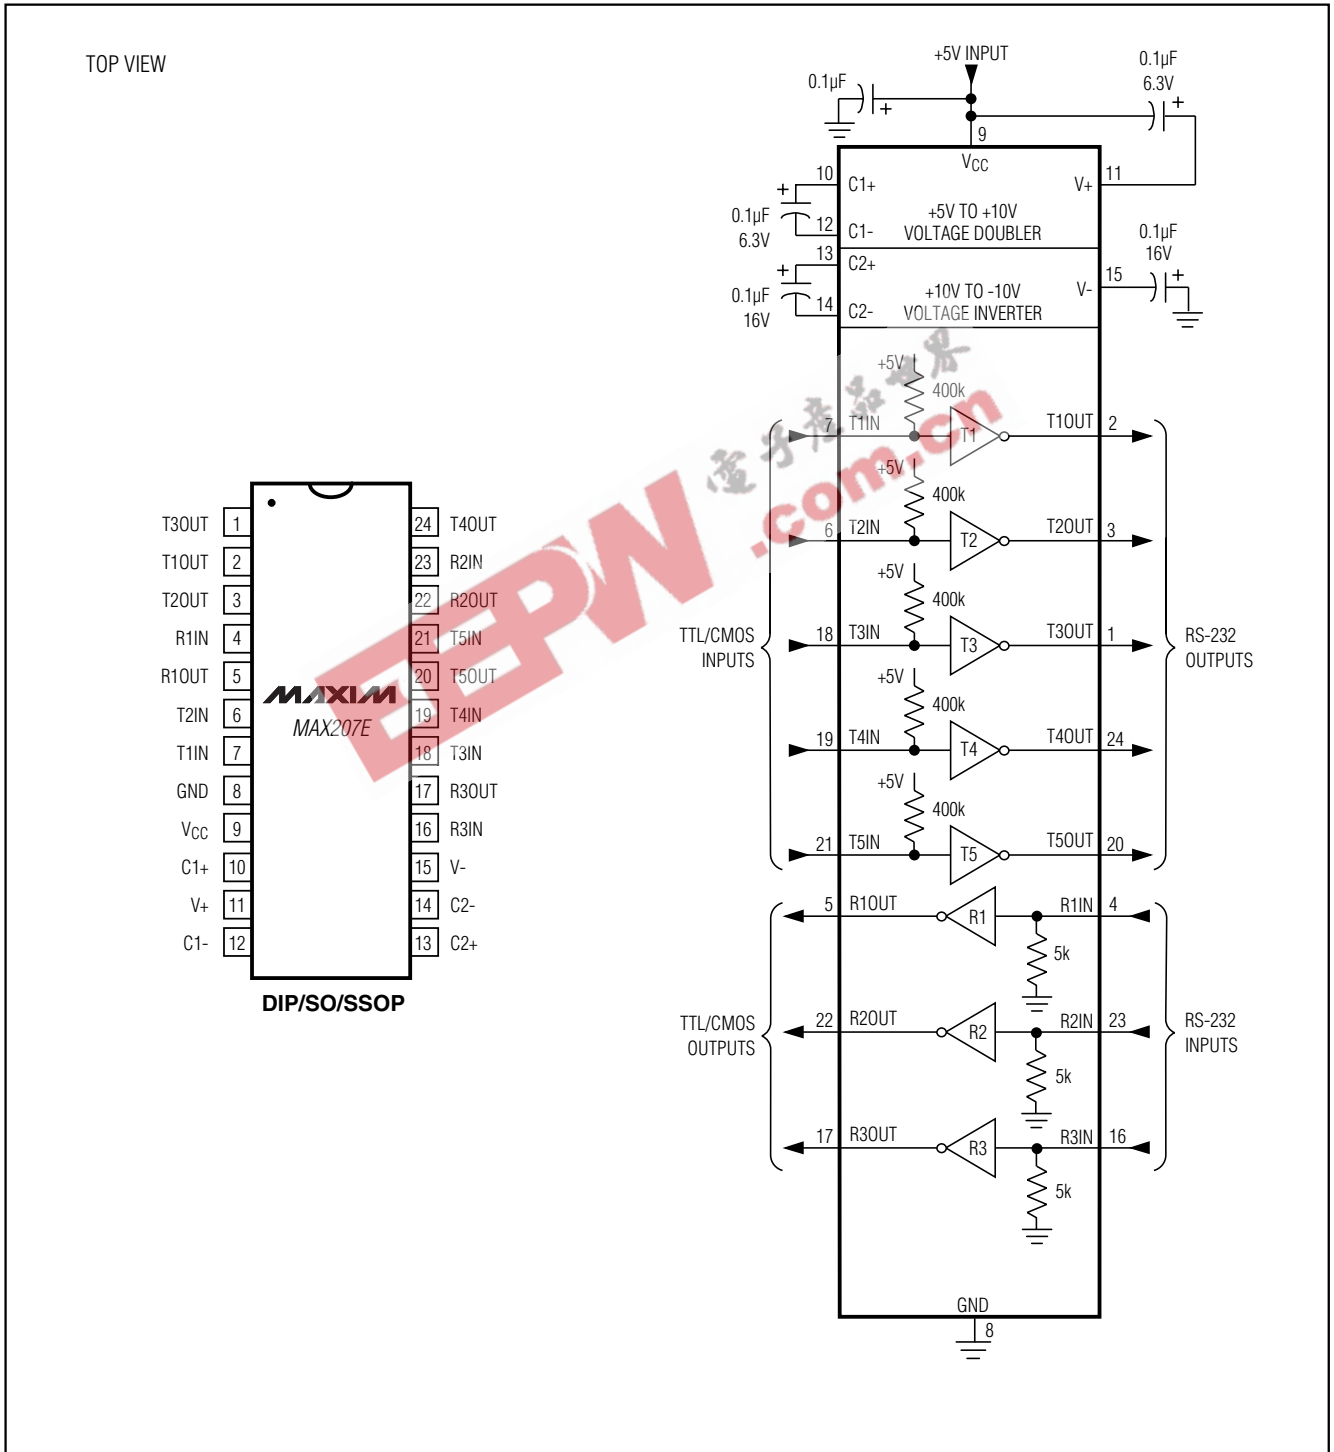 TOP VIEW
+5V INPUT
0.1µF
0.1µF
6.3V
9
VCC
10
C1+
V+
11
0.1µF
6.3V
12
C1-
+5V TO +10V
VOLTAGE DOUBLER
13
C2+
0.1µF
16V
14
C2-
+10V TO -10V
VOLTAGE INVERTER
V-
15
0.1µF
16V
+5V
400k
7
T1IN
T1
T1OUT
2
+5V
400k
6
T2IN
T2
T2OUT
3
+5V
400k
TTL/CMOS
INPUTS
18
T3IN
T3
T3OUT
1
RS-232
OUTPUTS
+5V
400k
19
T4IN
T4
T4OUT
24
+5V
400k
21
T5IN
T5
T5OUT
20
5
R1OUT
R1
R1IN
4
5k
TTL/CMOS
OUTPUTS
22
R2OUT
R2
R2IN
23
RS-232
INPUTS
5k
17
R3OUT
R3
R3IN
16
5k
GND
8
T3OUT 1 24 T4OUT
T1OUT 2 23 R2IN
T2OUT 3 22 R2OUT
R1IN 4 21 T5IN
R1OUT 5 20 T5OUT
T2IN 6 19 T4IN
T1IN 7 18 T3IN
GND 8 17 R3OUT
VCC 9 16 R3IN
C1+ 10 15 V-
V+ 11 14 C2-
C1- 12 13 C2+
MAXIM
MAX207E
DIP/SO/SSOP
電子產品世界
EEPW.com.cn